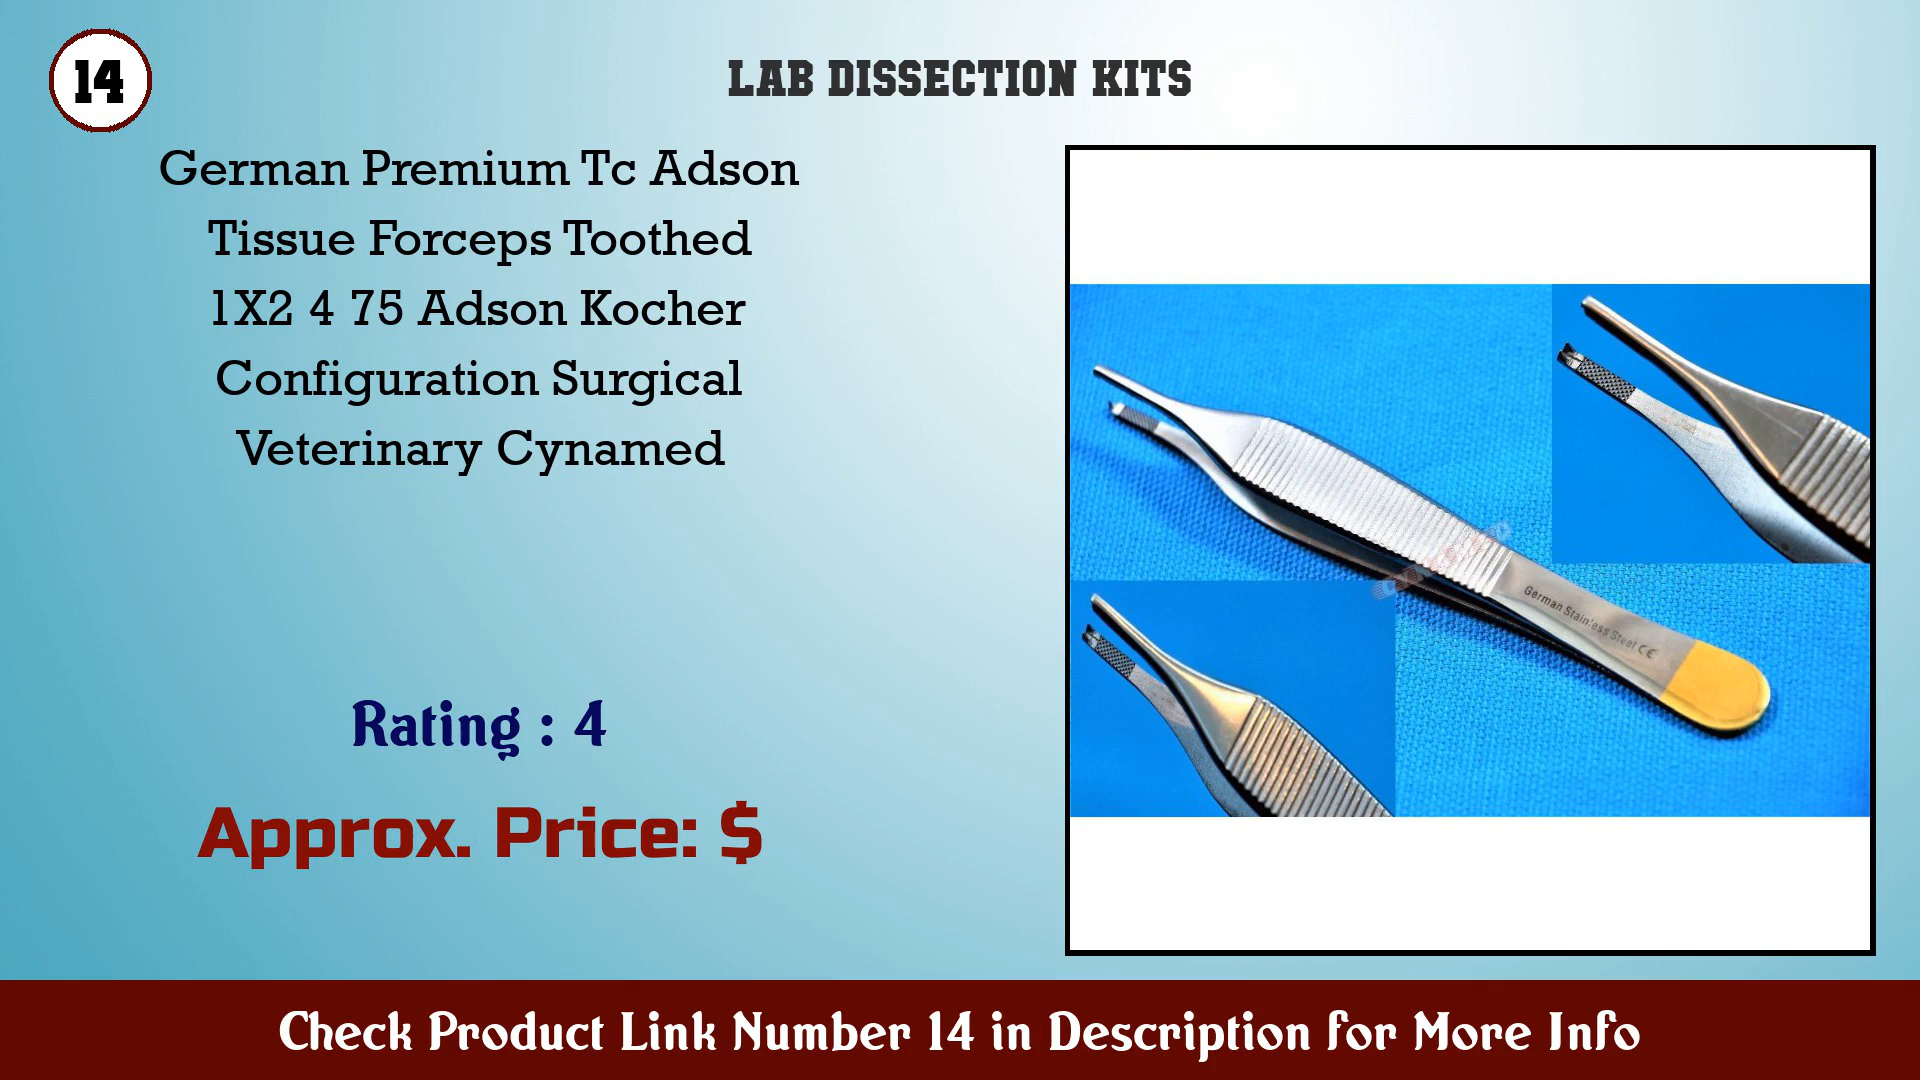 14
LAB DISSECTION KITS
German Premium Tc Adson
Tissue Forceps Toothed
1X2 4 75 Adson Kocher
Configuration Surgical
Veterinary Cynamed
German Stainless Steel CE
Rating : 4
Approx. Price: $
Check Product Link Number 14 in Description for More Info